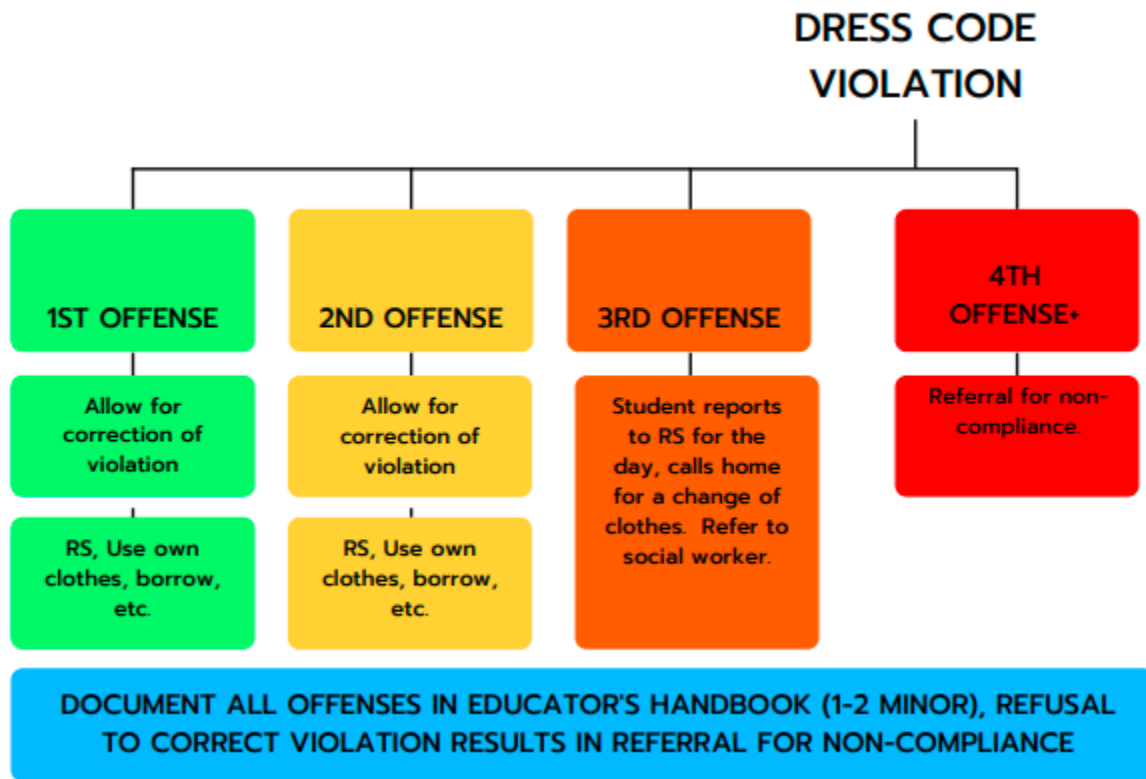 DRESS CODE
VIOLATION
1ST OFFENSE
Allow for
correction of
violation
RS, Use own
clothes, borrow,
etc.
2ND OFFENSE
Allow for
correction of
violation
RS, Use own
clothes, borrow,
etc.
3RD OFFENSE
Student reports
to RS for the
day, calls home
for a change of
clothes. Refer to
social worker.
4TH
OFFENSE+
Referral for non-
compliance.
DOCUMENT ALL OFFENSES IN EDUCATOR'S HANDBOOK (1-2 MINOR), REFUSAL
TO CORRECT VIOLATION RESULTS IN REFERRAL FOR NON-COMPLIANCE